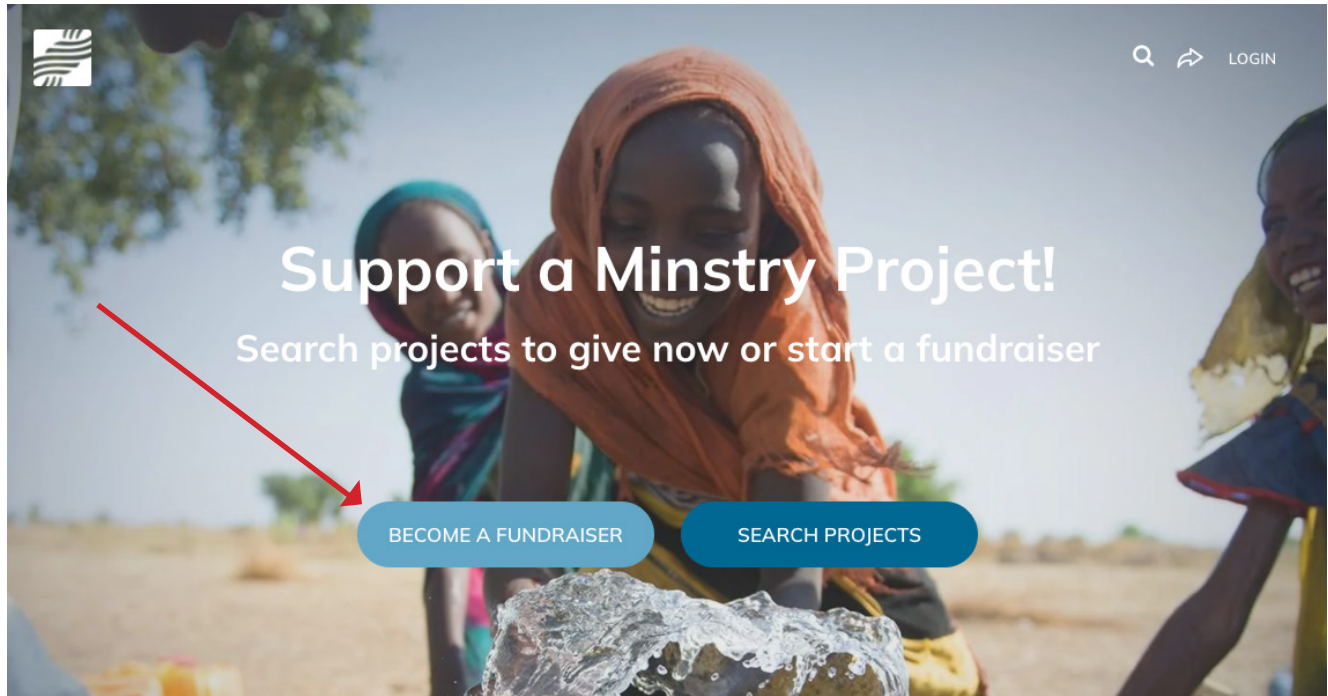 LOGIN
Support a Minstry Project!
Search projects to give now or start a fundraiser
BECOME A FUNDRAISER
SEARCH PROJECTS